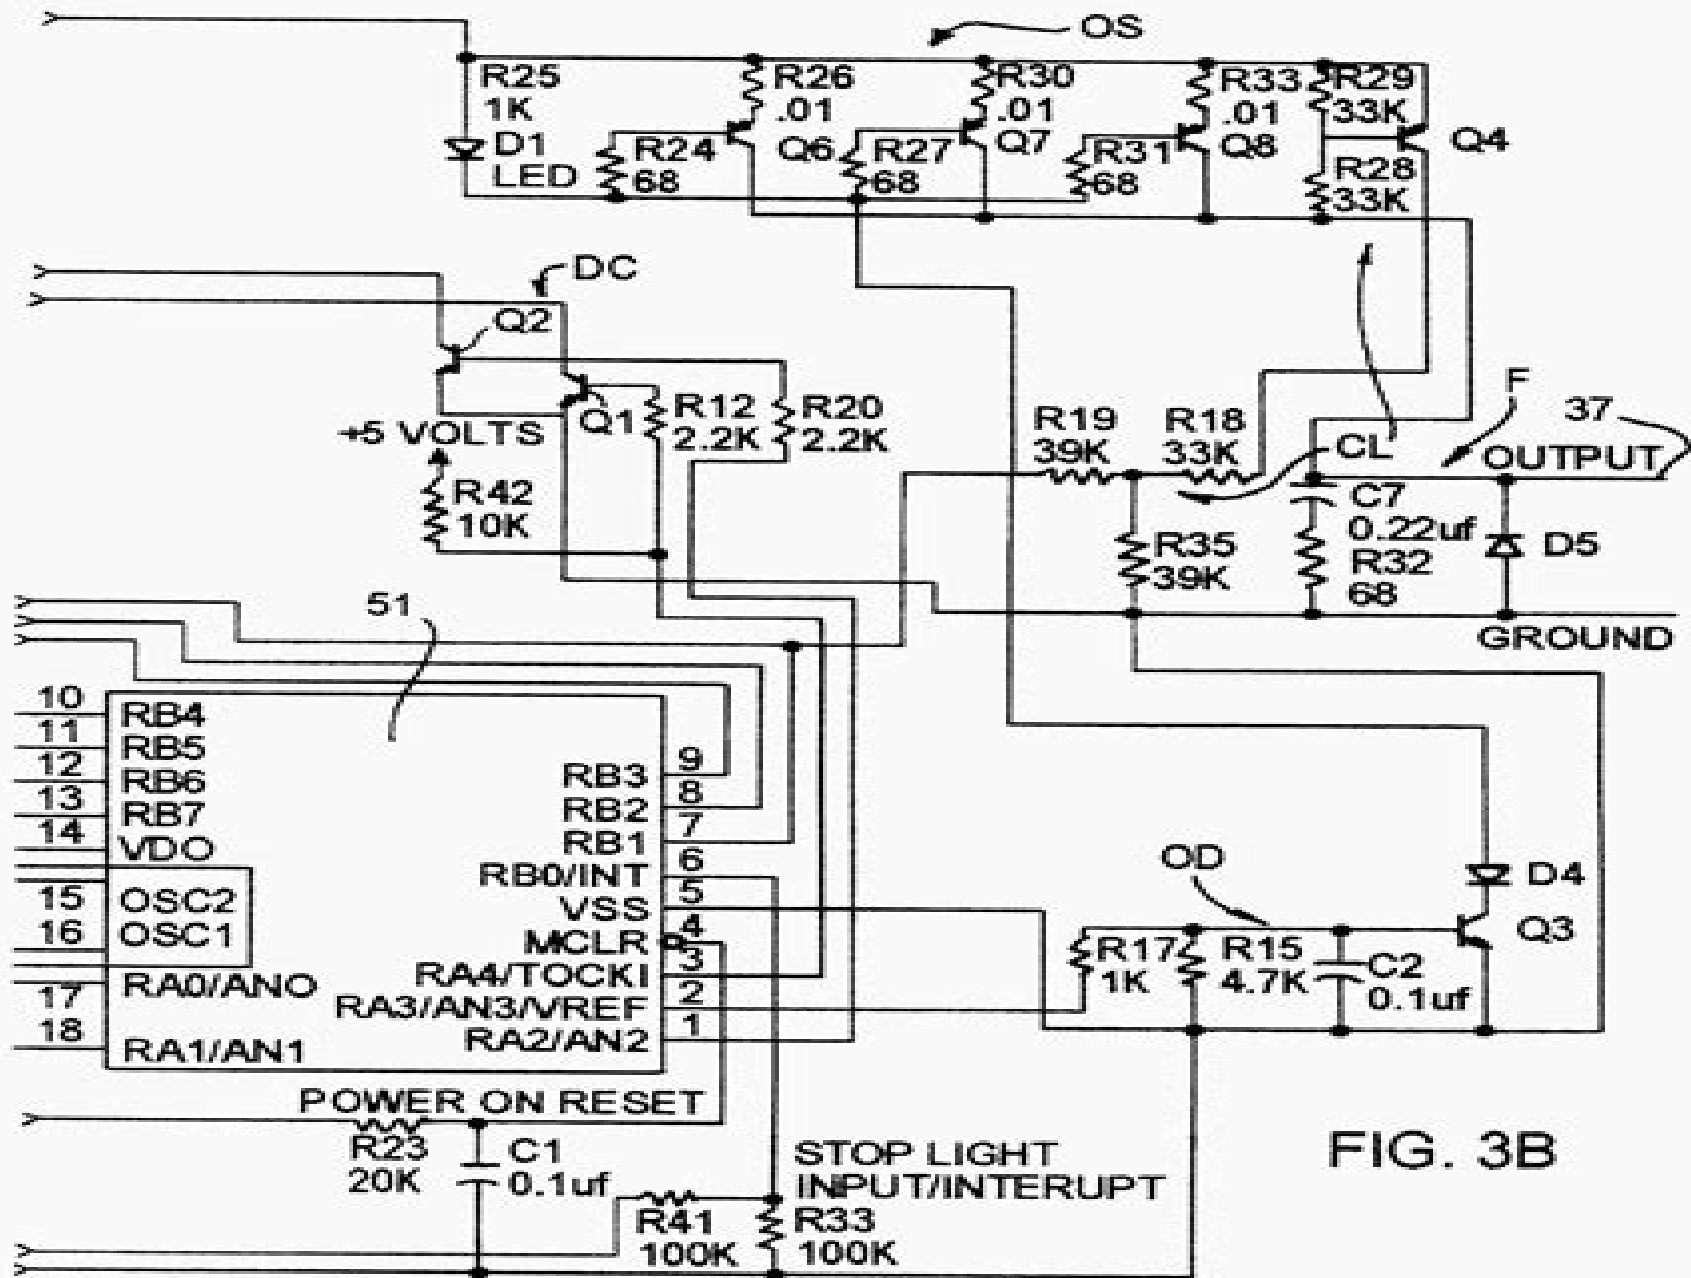 OS
R25
1K
D1
LED
R24
68
R26
.01
Q6
R27
68
R30
.01
Q7
R31
68
R33
.01
Q8
R29
33K
R28
33K
Q4
DC
Q2
Q1
R12
2.2K
R20
2.2K
+5 VOLTS
R42
10K
R19
39K
R18
33K
CL
F
37
OUTPUT
C7
0.22uf
R32
68
D5
R35
39K
GROUND
51
10
RB4
11
RB5
12
RB6
13
RB7
14
VDO
15
OSC2
16
OSC1
RA0/ANO
17
18
RA1/AN1
RB3
9
RB2
8
RB1
7
RB0/INT
6
VSS
5
MCLR
4
RA4/TOCKI
3
RA3/AN3/VREF
2
RA2/AN2
1
OD
R17
1K
R15
4.7K
C2
0.1uf
D4
Q3
POWER ON RESET
R23
20K
C1
0.1uf
STOP LIGHT
INPUT/INTERUPT
R41
100K
R33
100K
FIG. 3B